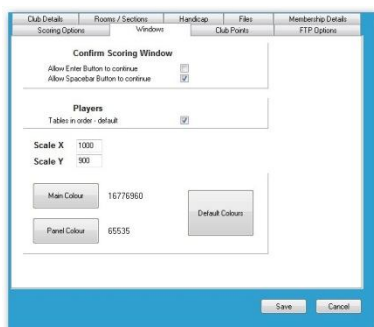 Club Details Rooms / Sections Handicap Files Membership Details
Scoring Options Windows Club Points FTP Options
Confirm Scoring Window
Allow Enter Button to continue
Allow Spacebar Button to continue
Players
Tables in order - default
Scale X 1000
Scale Y 900
Main Colour 16776960
Default Colours
Panel Colour 65535
Save Cancel